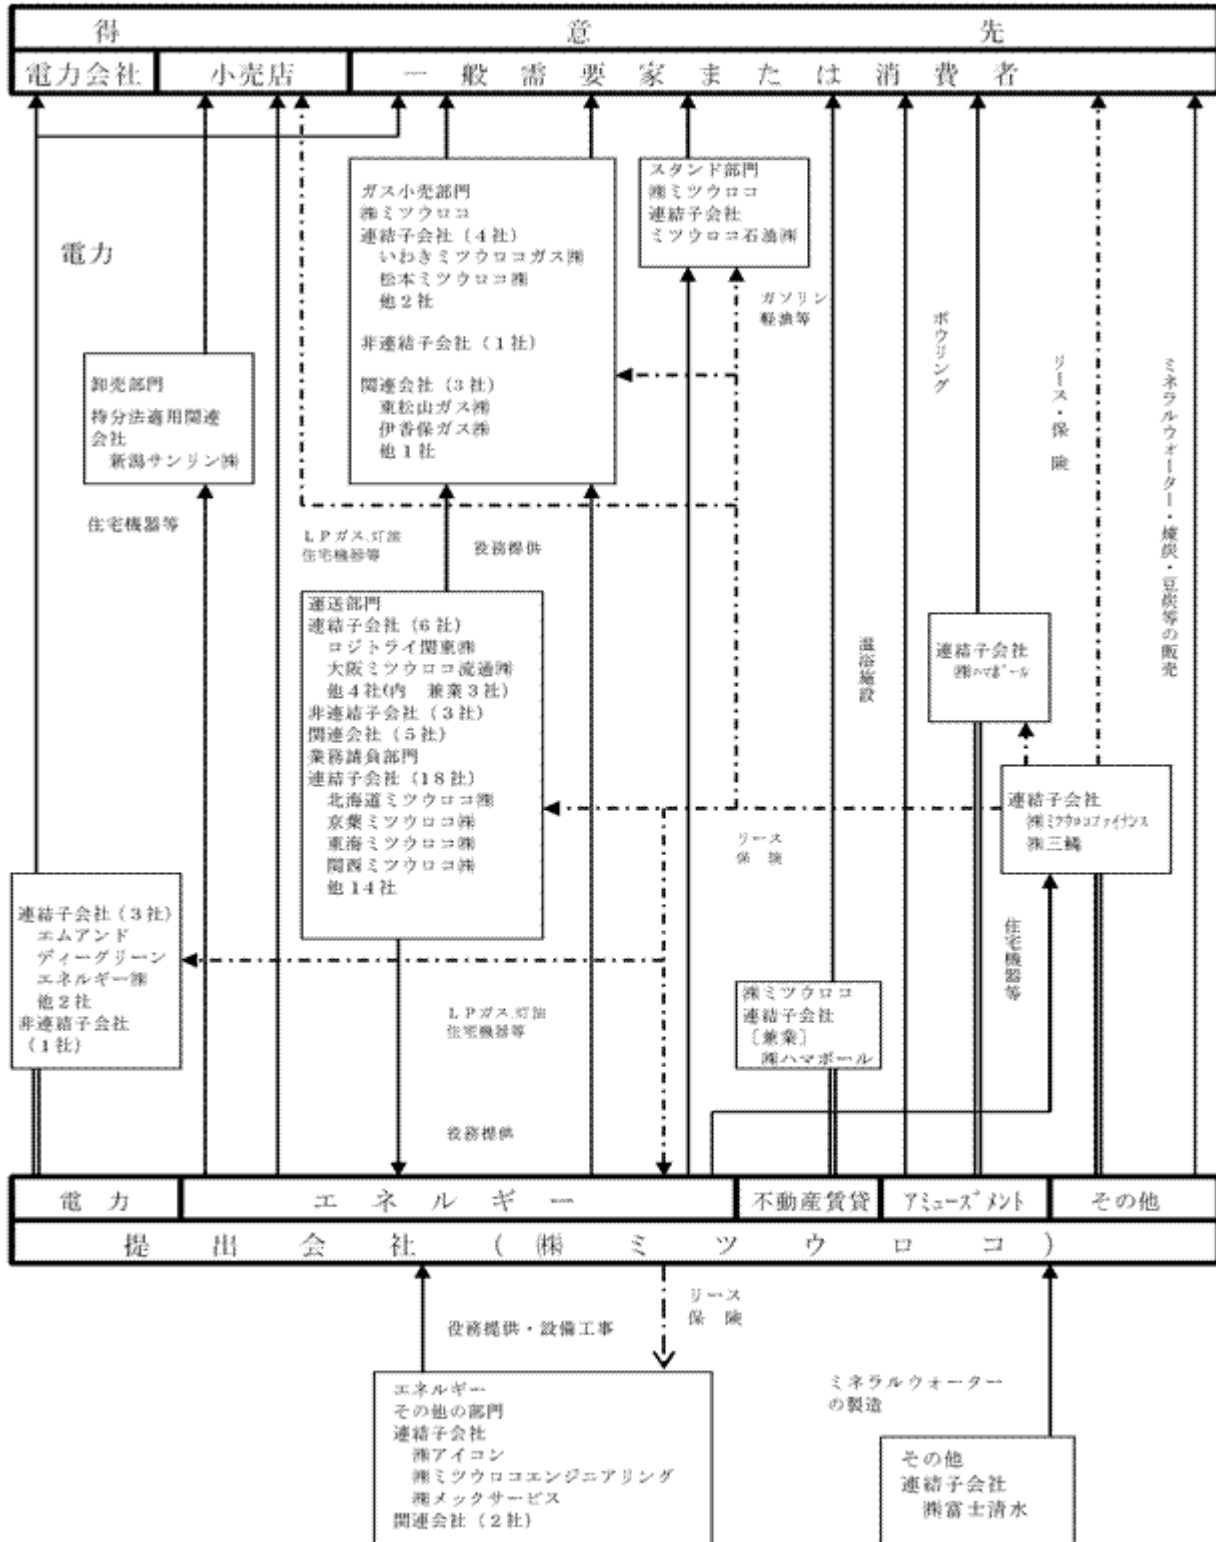 得意先
電力会社
小売店
一般需要家または消費者
電力
ガス小売部門
㈱ミツウロコ
連結子会社（4社）
いわきミツウロコガス㈱
松本ミツウロコ㈱
他２社
非連結子会社（1社）
関連会社（3社）
東松山ガス㈱
伊香保ガス㈱
他１社
スタンド部門
㈱ミツウロコ
連結子会社
ミツウロコ石油㈱
ガソリン
軽油等
ボウリング
リース・保険
ミネラルウォーター・煉炭・豆炭等の販売
卸売部門
持分法適用関連
会社
新潟サンリン㈱
住宅機器等
ＬＰガス、灯油
住宅機器等
役務提供
運送部門
連結子会社（6社）
ロジトライ関東㈱
大阪ミツウロコ流通㈱
他４社(内　兼業３社)
非連結子会社（3社）
関連会社（5社）
業務請負部門
連結子会社（18社）
北海道ミツウロコ㈱
京葉ミツウロコ㈱
東海ミツウロコ㈱
関西ミツウロコ㈱
他14社
温浴施設
連結子会社
㈱ハマボール
連結子会社
㈱ミツウロコファイナンス
㈱三鱗
リース
保　険
住宅機器等
連結子会社（3社）
エムアンド
ディーグリーン
エネルギー㈱
他２社
非連結子会社
（1社）
ＬＰガス、灯油
住宅機器等
㈱ミツウロコ
連結子会社
［兼業］
㈱ハマボール
役務提供
電力
エネルギー
不動産賃貸
アミューズメント
その他
提出会社（㈱ミツウロコ）
リース
保　険
役務提供・設備工事
エネルギー
その他の部門
連結子会社
㈱アイコン
㈱ミツウロコエンジニアリング
㈱メックサービス
関連会社（2社）
ミネラルウォーター
の製造
その他
連結子会社
㈱富士清水